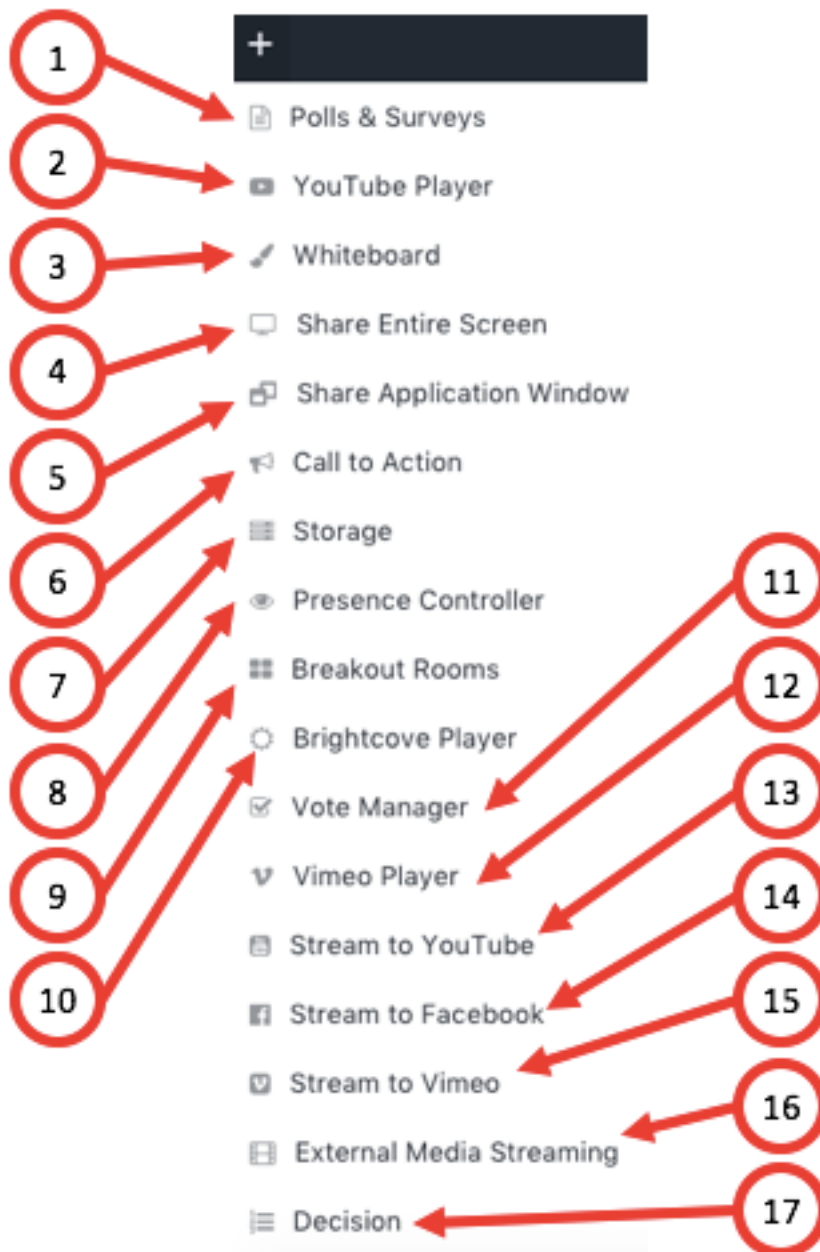 +
1 Polls & Surveys
2 YouTube Player
3 Whiteboard
4 Share Entire Screen
5 Share Application Window
6 Call to Action
7 Storage
8 Presence Controller
9 Breakout Rooms
10 Brightcove Player
11 Vote Manager
12 Vimeo Player
13 Stream to YouTube
14 Stream to Facebook
15 Stream to Vimeo
16 External Media Streaming
17 Decision